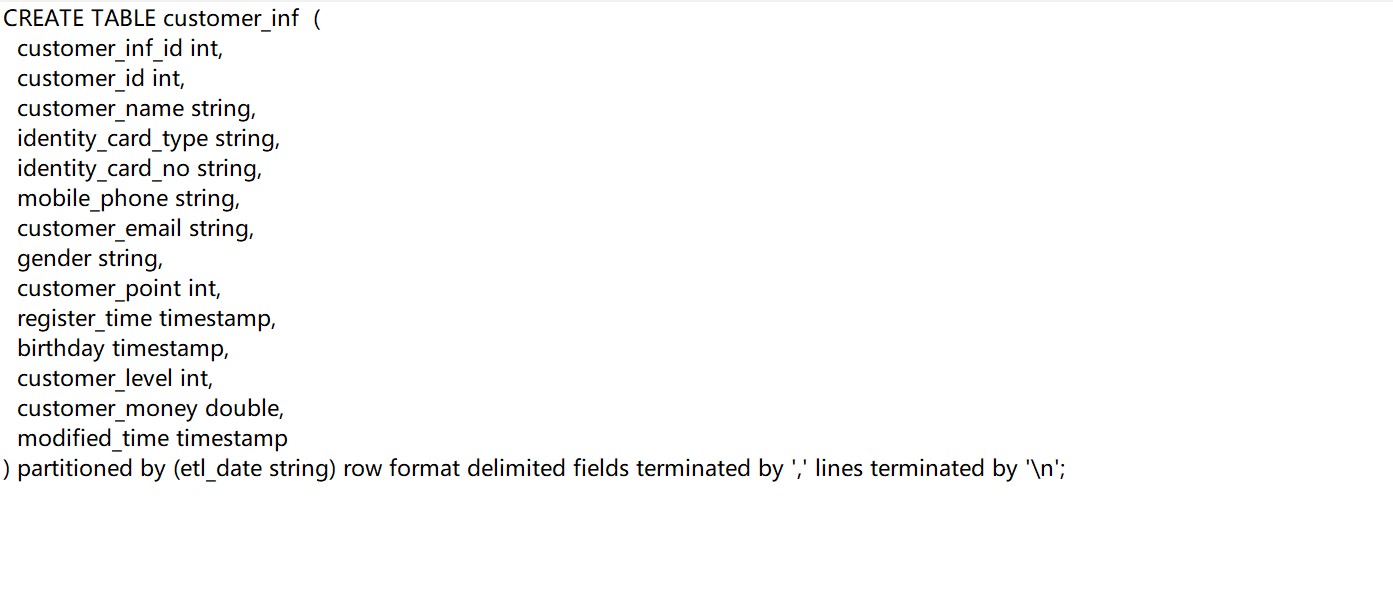 CREATE TABLE customer_inf  (
  customer_inf_id int,
  customer_id int,
  customer_name string,
  identity_card_type string,
  identity_card_no string,
  mobile_phone string,
  customer_email string,
  gender string,
  customer_point int,
  register_time timestamp,
  birthday timestamp,
  customer_level int,
  customer_money double,
  modified_time timestamp
) partitioned by (etl_date string) row format delimited fields terminated by ',' lines terminated by '\n';